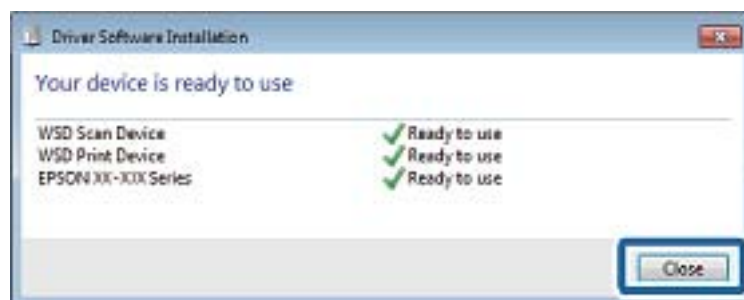 Driver Software Installation
Your device is ready to use
WSD Scan Device Ready to use
WSD Print Device Ready to use
EPSON XX-XXX Series Ready to use
Close